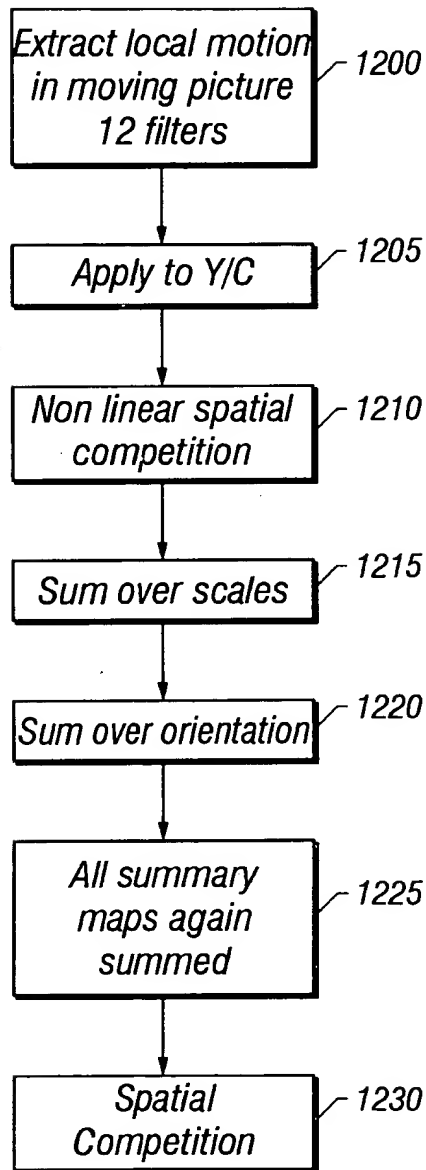 Extract local motion
in moving picture
12 filters
1200
Apply to Y/C
1205
Non linear spatial
competition
1210
Sum over scales
1215
Sum over orientation
1220
All summary
maps again
summed
1225
Spatial
Competition
1230